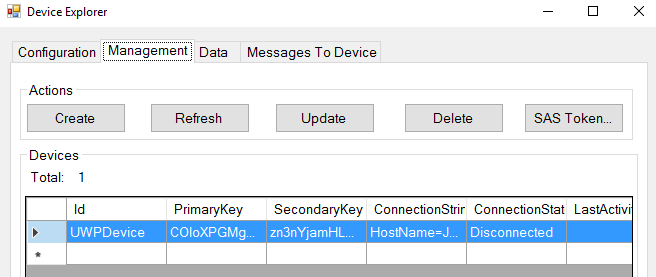 Device Explorer
Configuration Management Data Messages To Device
Actions
Create Refresh Update Delete SAS Token...
Devices
Total: 1
Id PrimaryKey SecondaryKey ConnectionStrin ConnectionStat LastActivit
UWPDevice COIoXPGMg... zn3nYjamHL... HostName=J... Disconnected
*